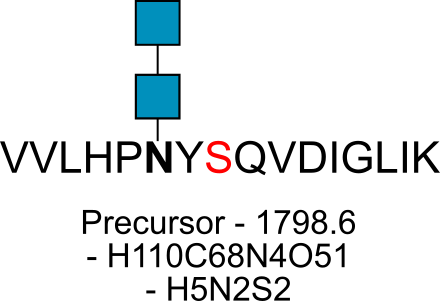 VVLHPNYSQVDIGLIK
Precursor - 1798.6
- H110C68N4O51
- H5N2S2